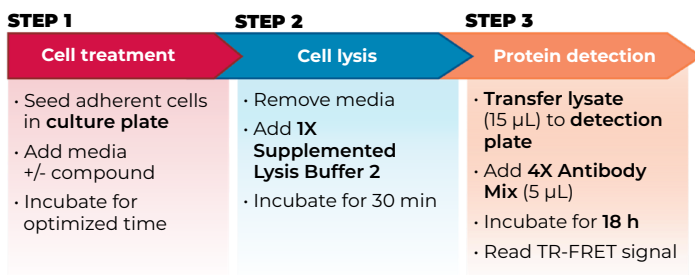 STEP 1
Cell treatment
· Seed adherent cells
in culture plate
· Add media
+/- compound
· Incubate for
optimized time
STEP 2
Cell lysis
· Remove media
· Add 1X
Supplemented
Lysis Buffer 2
· Incubate for 30 min
STEP 3
Protein detection
· Transfer lysate
(15 µL) to detection
plate
· Add 4X Antibody
Mix (5 µL)
· Incubate for 18 h
· Read TR-FRET signal